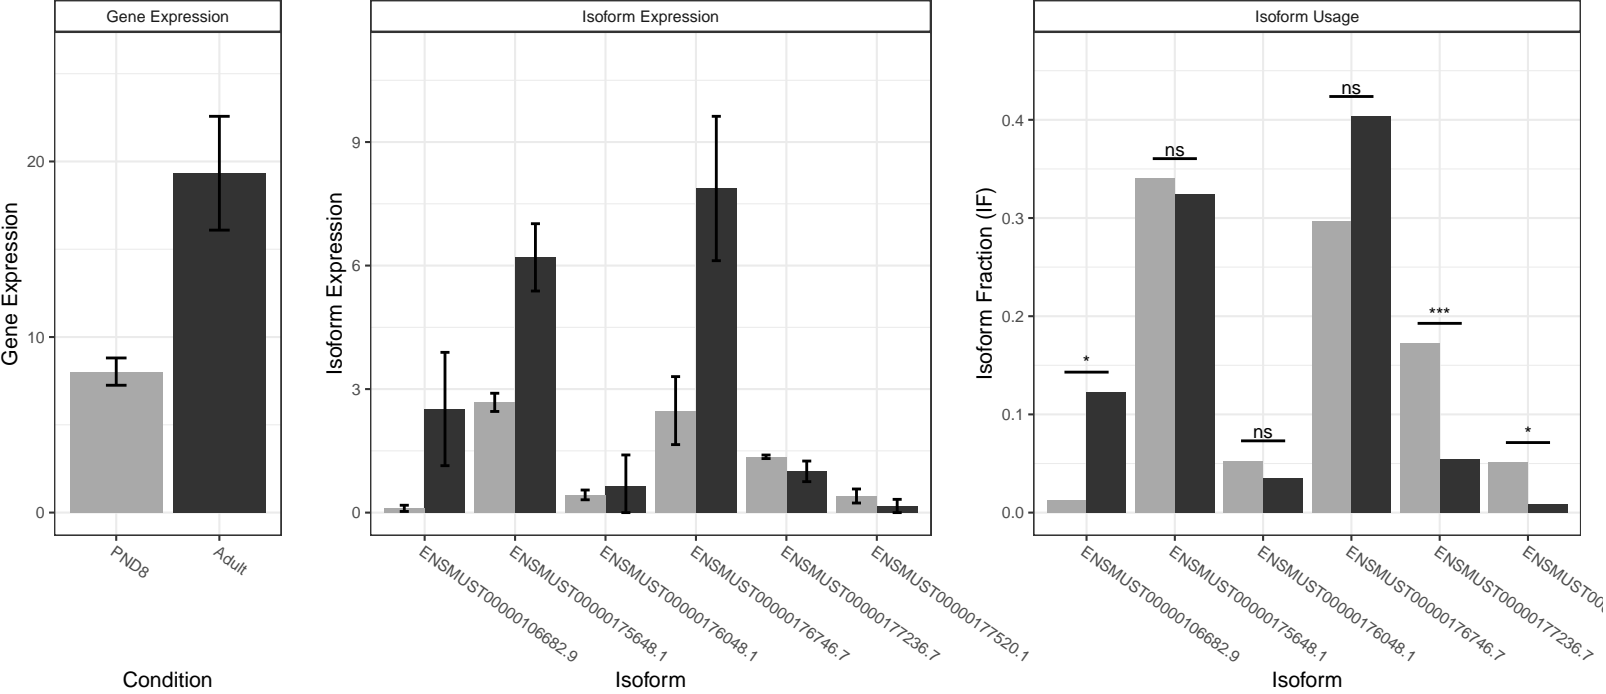 Gene Expression
Isoform Expression
Isoform Usage
Gene Expression
20
10
0
PND8
Adult
Condition
Isoform Expression
9
6
3
0
ENSMUST00000106682.9
ENSMUST00000175648.1
ENSMUST00000176048.1
ENSMUST00000176746.7
ENSMUST00000177236.7
ENSMUST00000177520.1
Isoform
Isoform Fraction (IF)
0.4
0.3
0.2
0.1
0.0
*
ns
ns
ns
***
*
ENSMUST00000106682.9
ENSMUST00000175648.1
ENSMUST00000176048.1
ENSMUST00000176746.7
ENSMUST00000177236.7
Isoform